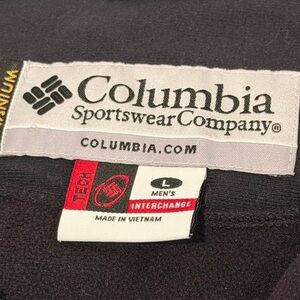 Columbia
Sportswear Company®
COLUMBIA.COM
TECH
L
MEN'S
INTERCHANGE
MADE IN VIETNAM